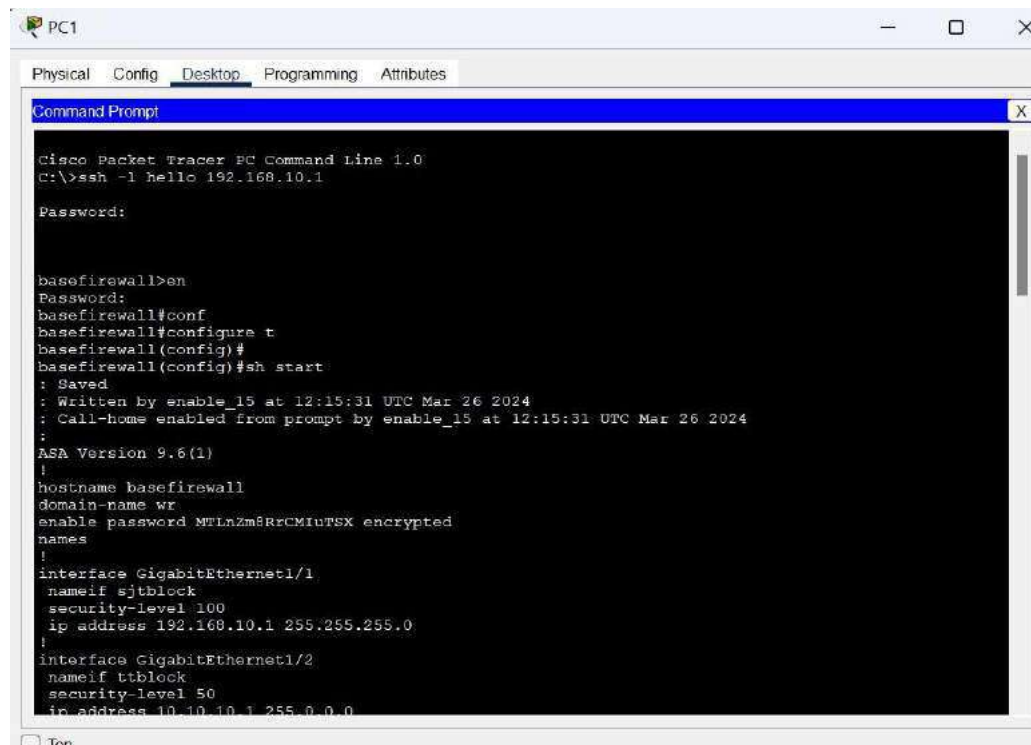 PC1
Physical Config Desktop Programming Attributes
Command Prompt X
Cisco Packet Tracer PC Command Line 1.0
C:\>ssh -l hello 192.168.10.1
Password:
basefirewall>en
Password:
basefirewall#conf
basefirewall#configure t
basefirewall(config)#
basefirewall(config)#sh start
: Saved
: Written by enable_15 at 12:15:31 UTC Mar 26 2024
: Call-home enabled from prompt by enable_15 at 12:15:31 UTC Mar 26 2024
:
ASA Version 9.6(1)
!
hostname basefirewall
domain-name wr
enable password MTLnZm8RrCMIuTSX encrypted
names
!
interface GigabitEthernet1/1
nameif sjtblock
security-level 100
ip address 192.168.10.1 255.255.255.0
!
interface GigabitEthernet1/2
nameif ttblock
security-level 50
ip address 10.10.10.1 255.0.0.0
Top